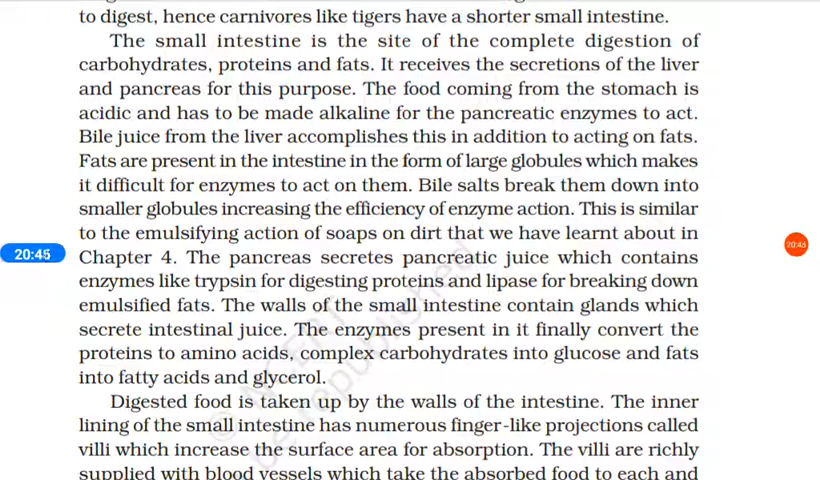 to digest, hence carnivores like tigers have a shorter small intestine.
The small intestine is the site of the complete digestion of
carbohydrates, proteins and fats. It receives the secretions of the liver
and pancreas for this purpose. The food coming from the stomach is
acidic and has to be made alkaline for the pancreatic enzymes to act.
Bile juice from the liver accomplishes this in addition to acting on fats.
Fats are present in the intestine in the form of large globules which makes
it difficult for enzymes to act on them. Bile salts break them down into
smaller globules increasing the efficiency of enzyme action. This is similar
to the emulsifying action of soaps on dirt that we have learnt about in
20:45
20:45
Chapter 4. The pancreas secretes pancreatic juice which contains
enzymes like trypsin for digesting proteins and lipase for breaking down
emulsified fats. The walls of the small intestine contain glands which
secrete intestinal juice. The enzymes present in it finally convert the
proteins to amino acids, complex carbohydrates into glucose and fats
into fatty acids and glycerol.
Digested food is taken up by the walls of the intestine. The inner
lining of the small intestine has numerous finger-like projections called
villi which increase the surface area for absorption. The villi are richly
supplied with blood vessels which take the absorbed food to each and
© NCERT
be republished